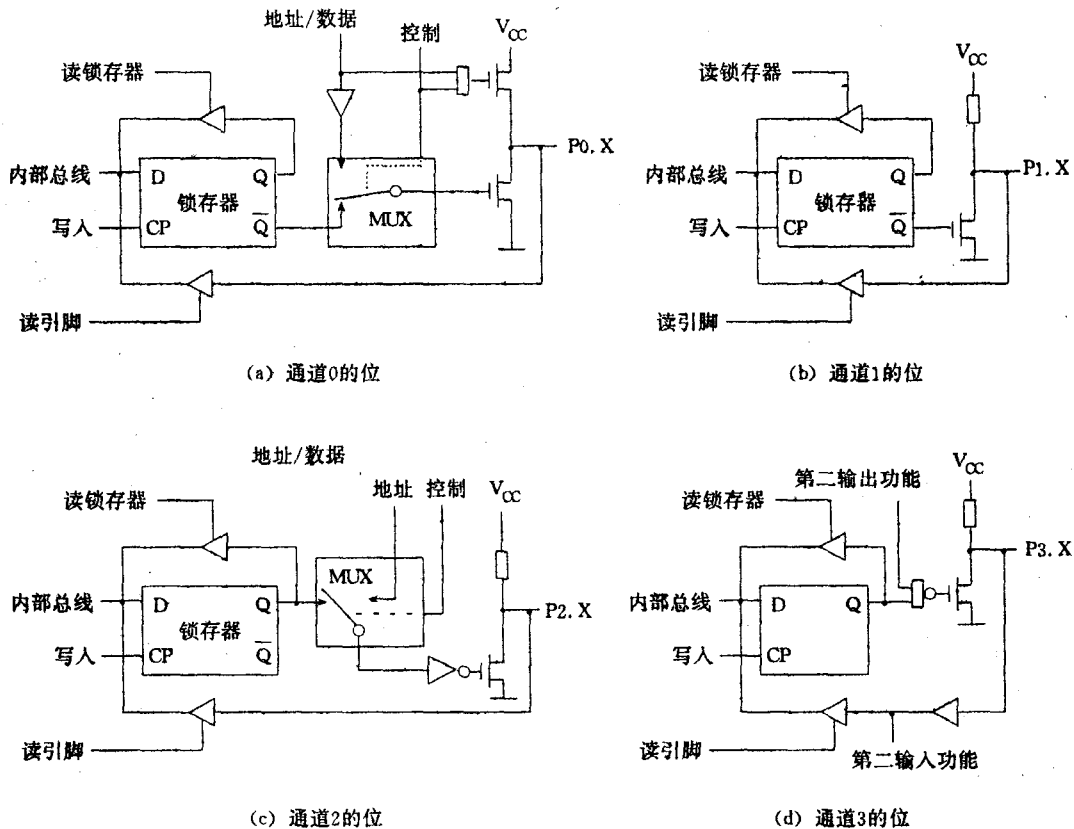 地址/数据
控制
V_CC
读锁存器
内部总线
D
Q
锁存器
写入
CP
Q̅
MUX
P0.X
读引脚
(a) 通道0的位
V_CC
读锁存器
内部总线
D
Q
锁存器
写入
CP
Q̅
P1.X
读引脚
(b) 通道1的位
地址/数据
地址 控制
V_CC
读锁存器
MUX
内部总线
D
Q
锁存器
写入
CP
Q̅
P2.X
读引脚
(c) 通道2的位
第二输出功能
V_CC
读锁存器
内部总线
D
Q
写入
CP
P3.X
读引脚
第二输入功能
(d) 通道3的位